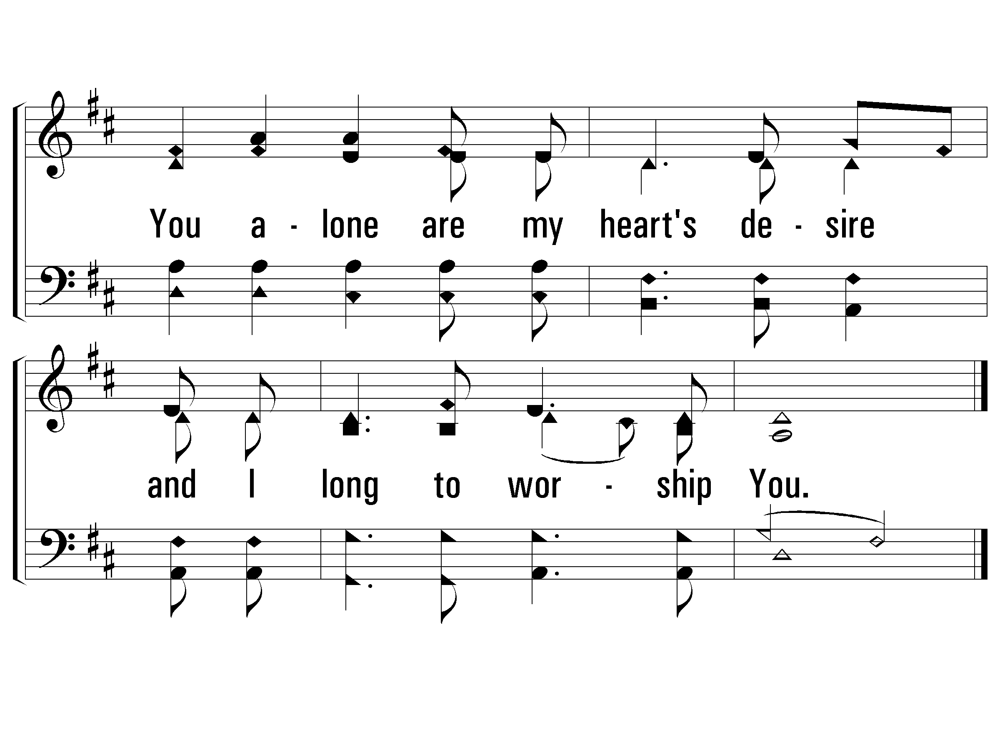 You a - lone are my heart's de - sire
and I long to wor - ship You.